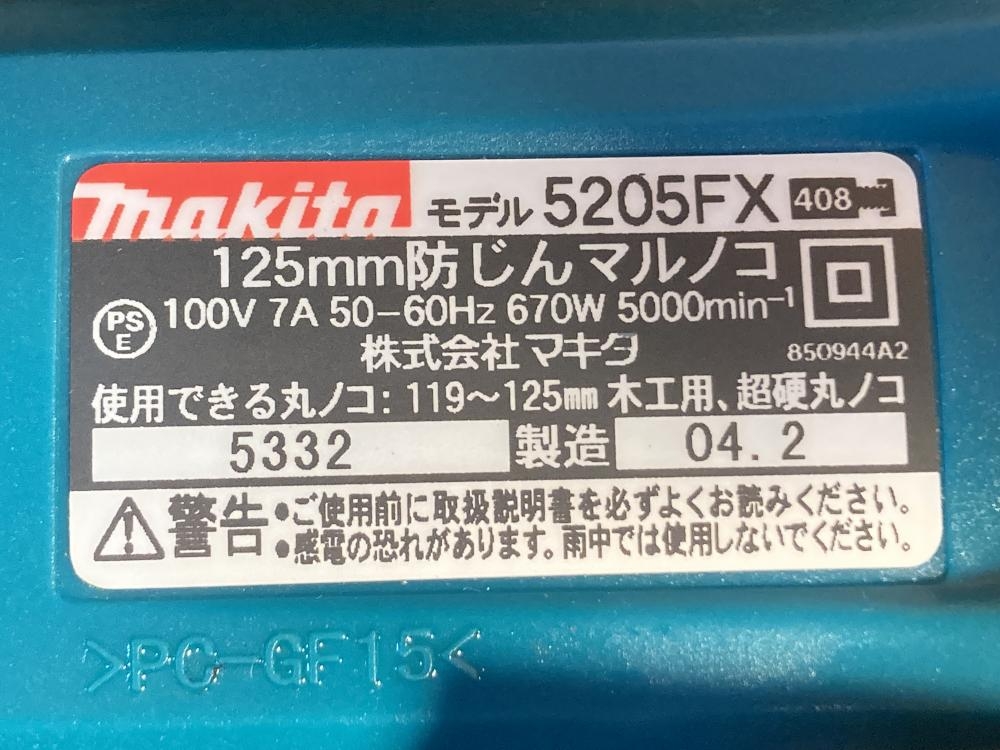 makita モデル 5205FX 408
125mm防じんマルノコ
PS
E
100V 7A 50-60Hz 670W 5000min⁻¹
株式会社マキタ 850944A2
使用できる丸ノコ: 119〜125mm 木工用、超硬丸ノコ
5332 製造 04.2
警告 •ご使用前に取扱説明書を必ずよくお読みください。
•感電の恐れがあります。雨中では使用しないでください。
>PC-GF15<